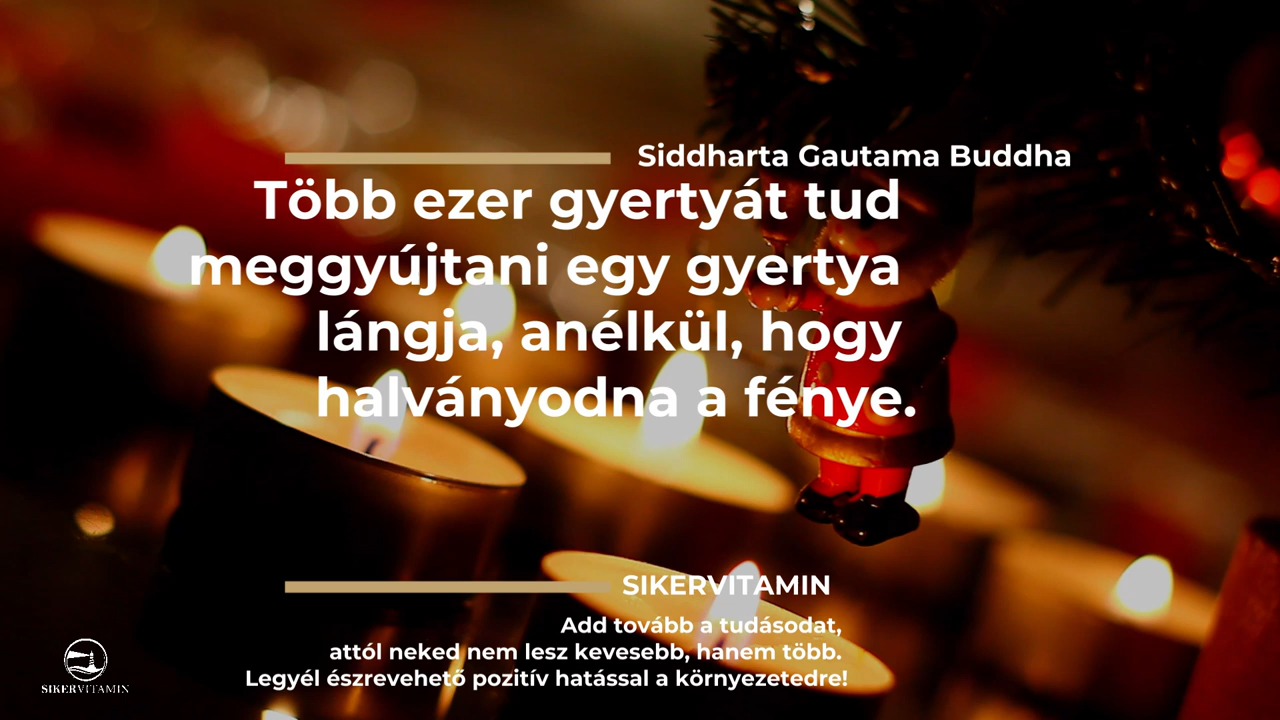 Siddharta Gautama Buddha
Több ezer gyertyát tud
meggyújtani egy gyertya
lángja, anélkül, hogy
halványodna a fénye.
SIKERVITAMIN
Add tovább a tudásodat,
attól neked nem lesz kevesebb, hanem több.
Legyél észrevehető pozitív hatással a környezetedre!
SIKERVITAMIN